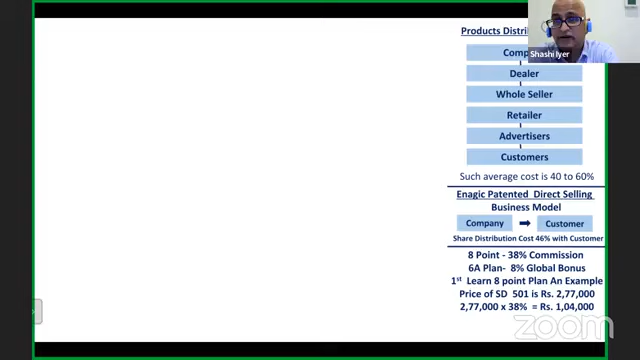 Products Distri
Shashi Iyer
Comp
Dealer
Whole Seller
Retailer
Advertisers
Customers
Such average cost is 40 to 60%
Enagic Patented Direct Selling
Business Model
Company
Customer
Share Distribution Cost 46% with Customer
8 Point - 38% Commission
6A Plan- 8% Global Bonus
1st Learn 8 point Plan An Example
Price of SD 501 is Rs. 2,77,000
2,77,000 x 38% = Rs. 1,04,000
zoom